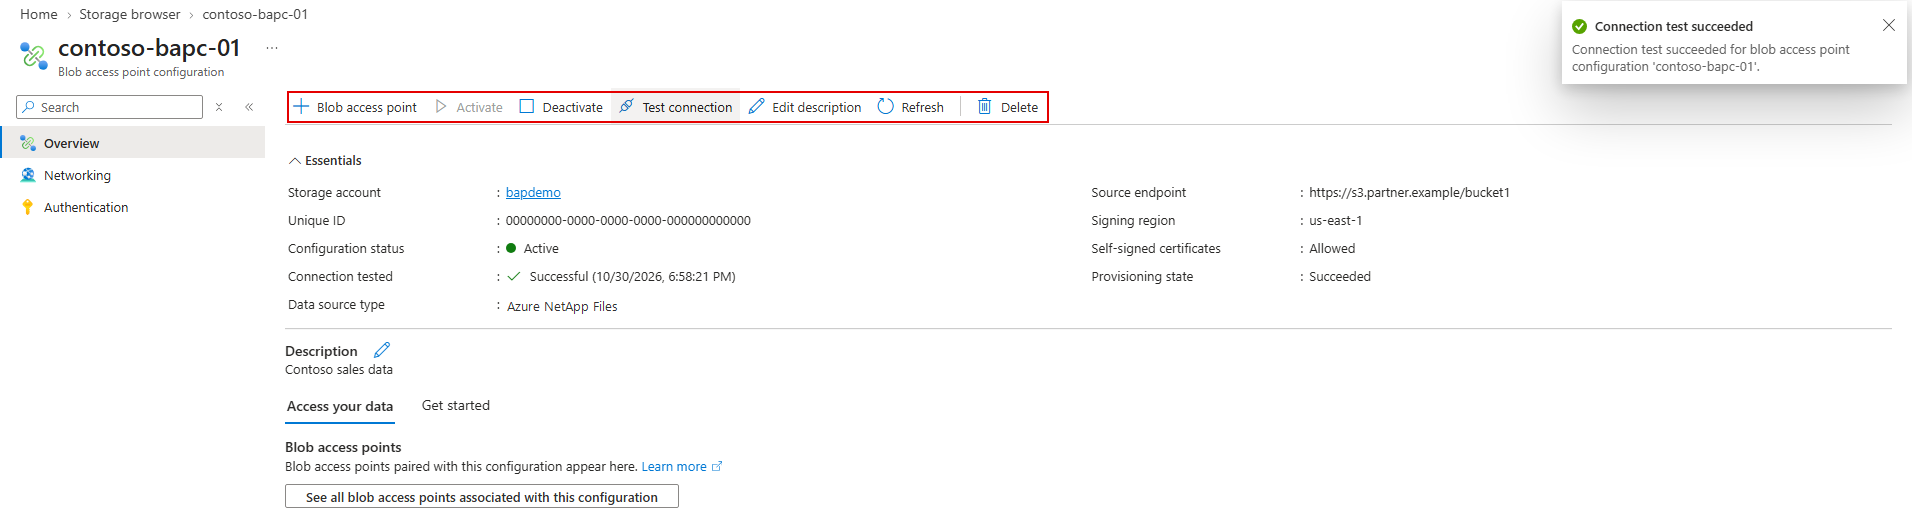 Home > Storage browser > contoso-bapc-01
contoso-bapc-01 ...
Blob access point configuration
Connection test succeeded
Connection test succeeded for blob access point
configuration 'contoso-bapc-01'.
Search
Overview
Networking
Authentication
Blob access point Activate Deactivate Test connection Edit description Refresh Delete
Essentials
Storage account : bapdemo
Unique ID : 00000000-0000-0000-0000-000000000000
Configuration status : Active
Connection tested : Successful (10/30/2026, 6:58:21 PM)
Data source type : Azure NetApp Files
Source endpoint : https://s3.partner.example/bucket1
Signing region : us-east-1
Self-signed certificates : Allowed
Provisioning state : Succeeded
Description
Contoso sales data
Access your data Get started
Blob access points
Blob access points paired with this configuration appear here. Learn more
See all blob access points associated with this configuration